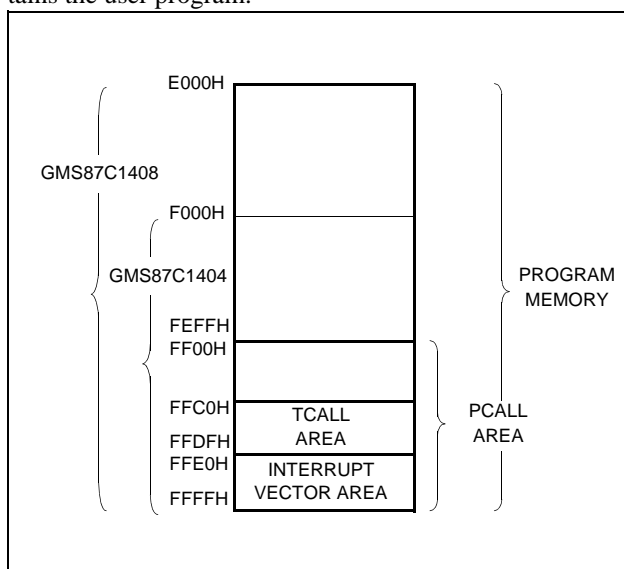 tains the user program.
E000H
GMS87C1408
F000H
GMS87C1404
PROGRAM
MEMORY
FEFFH
FF00H
FFC0H
TCALL
AREA
PCALL
AREA
FFDFH
FFE0H
INTERRUPT
VECTOR AREA
FFFFH